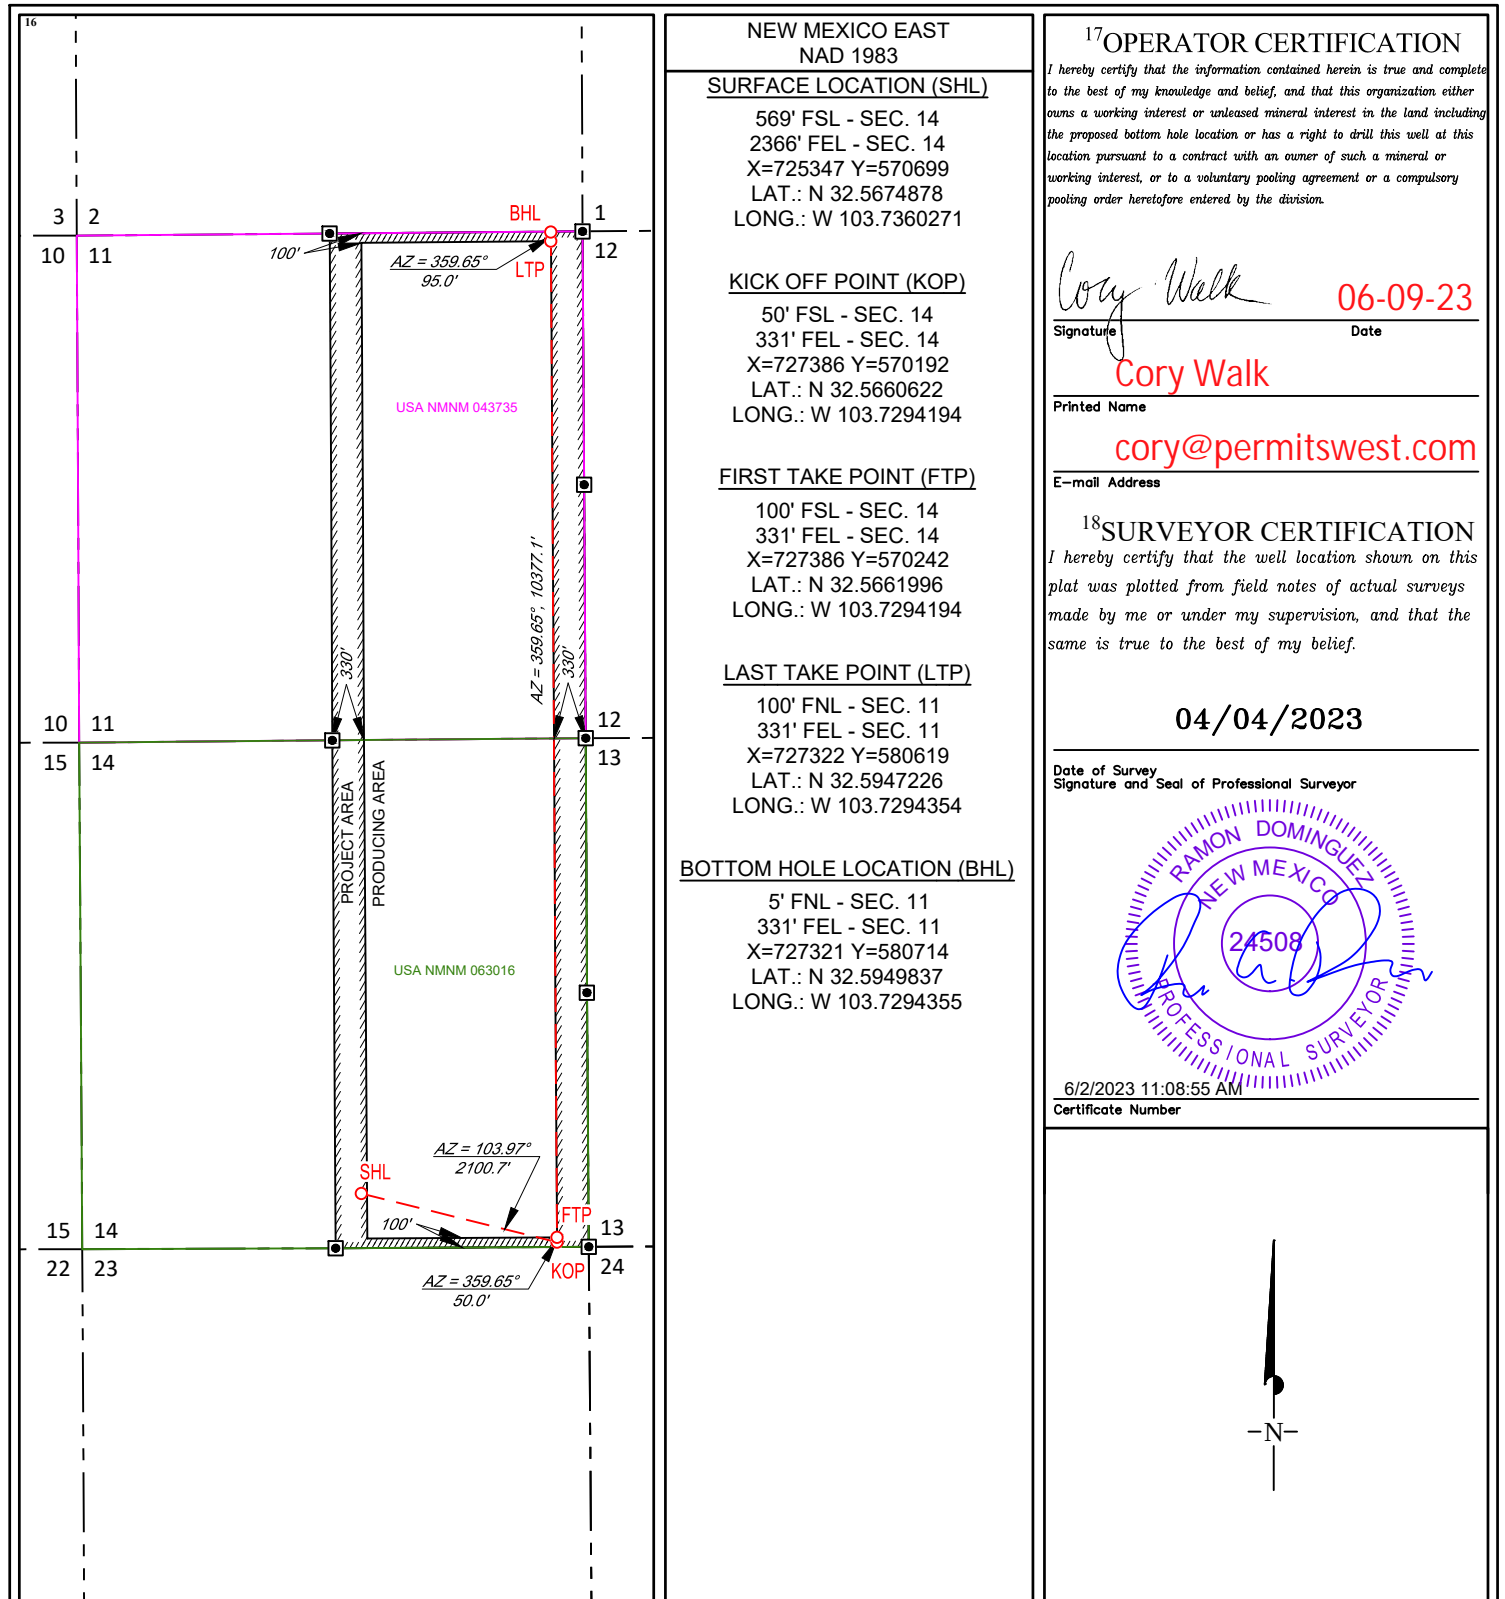 16
3 2
10 11
1
12
BHL
LTP
100'
AZ = 359.65°
95.0'
USA NMNM 043735
AZ = 359.65°, 10377.1'
330'
330'
10 11
15 14
12
13
PROJECT AREA
PRODUCING AREA
USA NMNM 063016
AZ = 103.97°
2100.7'
SHL
100'
FTP
KOP
15 14
22 23
13
24
AZ = 359.65°
50.0'
NEW MEXICO EAST
NAD 1983
SURFACE LOCATION (SHL)
569' FSL - SEC. 14
2366' FEL - SEC. 14
X=725347 Y=570699
LAT.: N 32.5674878
LONG.: W 103.7360271
KICK OFF POINT (KOP)
50' FSL - SEC. 14
331' FEL - SEC. 14
X=727386 Y=570192
LAT.: N 32.5660622
LONG.: W 103.7294194
FIRST TAKE POINT (FTP)
100' FSL - SEC. 14
331' FEL - SEC. 14
X=727386 Y=570242
LAT.: N 32.5661996
LONG.: W 103.7294194
LAST TAKE POINT (LTP)
100' FNL - SEC. 11
331' FEL - SEC. 11
X=727322 Y=580619
LAT.: N 32.5947226
LONG.: W 103.7294354
BOTTOM HOLE LOCATION (BHL)
5' FNL - SEC. 11
331' FEL - SEC. 11
X=727321 Y=580714
LAT.: N 32.5949837
LONG.: W 103.7294355
17OPERATOR CERTIFICATION
I hereby certify that the information contained herein is true and complete
to the best of my knowledge and belief, and that this organization either
owns a working interest or unleased mineral interest in the land including
the proposed bottom hole location or has a right to drill this well at this
location pursuant to a contract with an owner of such a mineral or
working interest, or to a voluntary pooling agreement or a compulsory
pooling order heretofore entered by the division.
Cory Walk 06-09-23
Signature Date
Cory Walk
Printed Name
cory@permitswest.com
E-mail Address
18SURVEYOR CERTIFICATION
I hereby certify that the well location shown on this
plat was plotted from field notes of actual surveys
made by me or under my supervision, and that the
same is true to the best of my belief.
04/04/2023
Date of Survey
Signature and Seal of Professional Surveyor
RAMON DOMINGUEZ
NEW MEXICO
24508
PROFESSIONAL SURVEYOR
6/2/2023 11:08:55 AM
Certificate Number
-N-